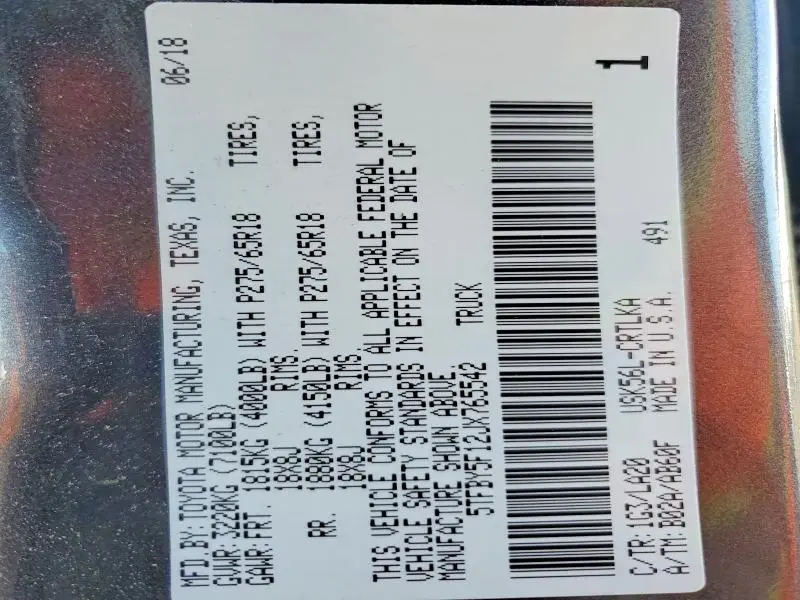 MFD BY: TOYOTA MOTOR MANUFACTURING, TEXAS, INC. 06/18
GVWR: 3220KG (7100LB)
GAWR: FRT. 1815KG (4000LB) WITH P275/65R18 TIRES,
18X8J RIMS.
RR. 1880KG (4150LB) WITH P275/65R18 TIRES,
18X8J RIMS.
THIS VEHICLE CONFORMS TO ALL APPLICABLE FEDERAL MOTOR
VEHICLE SAFETY STANDARDS IN EFFECT ON THE DATE OF
MANUFACTURE SHOWN ABOVE.
5TFBY5F12JX765542 TRUCK
1
C/TR: 1G3/LA20 USK56L-CRTLKA 491
A/TM: B02A/AB60F MADE IN U.S.A.